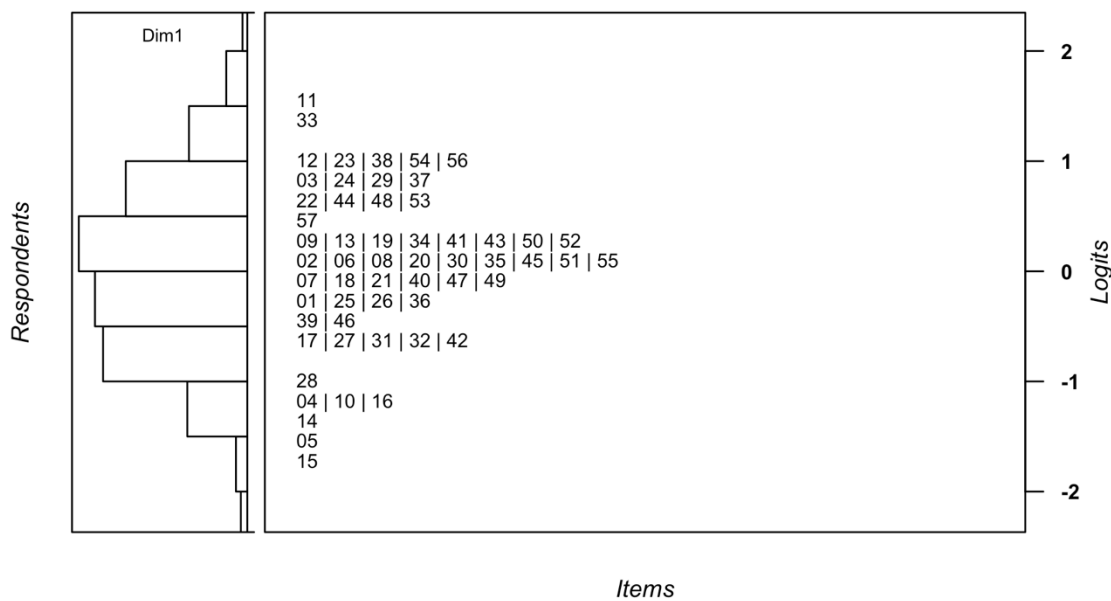 Dim1
2
11
33
12 | 23 | 38 | 54 | 56
1
03 | 24 | 29 | 37
22 | 44 | 48 | 53
57
09 | 13 | 19 | 34 | 41 | 43 | 50 | 52
02 | 06 | 08 | 20 | 30 | 35 | 45 | 51 | 55
0
07 | 18 | 21 | 40 | 47 | 49
01 | 25 | 26 | 36
39 | 46
17 | 27 | 31 | 32 | 42
28
-1
04 | 10 | 16
14
05
15
-2
Respondents
Logits
Items